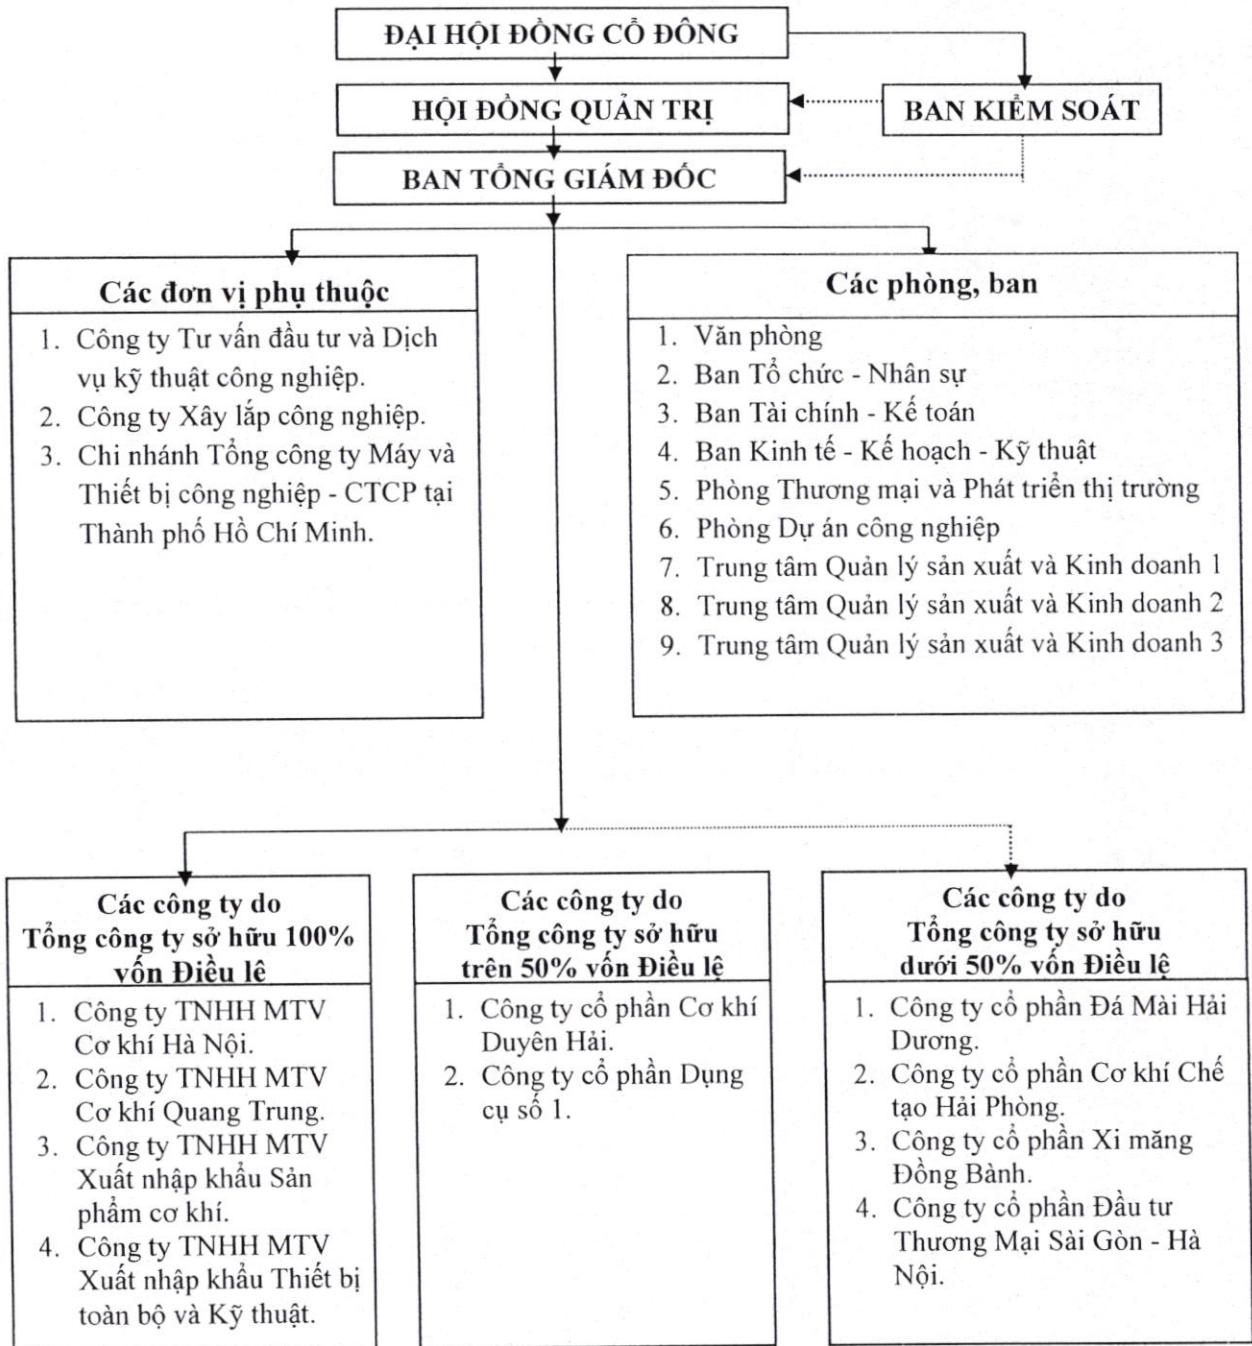 ĐẠI HỘI ĐỒNG CỔ ĐÔNG
HỘI ĐỒNG QUẢN TRỊ
BAN KIỂM SOÁT
BAN TỔNG GIÁM ĐỐC
Các đơn vị phụ thuộc
1. Công ty Tư vấn đầu tư và Dịch
vụ kỹ thuật công nghiệp.
2. Công ty Xây lắp công nghiệp.
3. Chi nhánh Tổng công ty Máy và
Thiết bị công nghiệp - CTCP tại
Thành phố Hồ Chí Minh.
Các phòng, ban
1. Văn phòng
2. Ban Tổ chức - Nhân sự
3. Ban Tài chính - Kế toán
4. Ban Kinh tế - Kế hoạch - Kỹ thuật
5. Phòng Thương mại và Phát triển thị trường
6. Phòng Dự án công nghiệp
7. Trung tâm Quản lý sản xuất và Kinh doanh 1
8. Trung tâm Quản lý sản xuất và Kinh doanh 2
9. Trung tâm Quản lý sản xuất và Kinh doanh 3
Các công ty do
Tổng công ty sở hữu 100%
vốn Điều lệ
1. Công ty TNHH MTV
Cơ khí Hà Nội.
2. Công ty TNHH MTV
Cơ khí Quang Trung.
3. Công ty TNHH MTV
Xuất nhập khẩu Sản
phẩm cơ khí.
4. Công ty TNHH MTV
Xuất nhập khẩu Thiết bị
toàn bộ và Kỹ thuật.
Các công ty do
Tổng công ty sở hữu
trên 50% vốn Điều lệ
1. Công ty cổ phần Cơ khí
Duyên Hải.
2. Công ty cổ phần Dụng
cụ số 1.
Các công ty do
Tổng công ty sở hữu
dưới 50% vốn Điều lệ
1. Công ty cổ phần Đá Mài Hải
Dương.
2. Công ty cổ phần Cơ khí Chế
tạo Hải Phòng.
3. Công ty cổ phần Xi măng
Đồng Bành.
4. Công ty cổ phần Đầu tư
Thương Mại Sài Gòn - Hà
Nội.